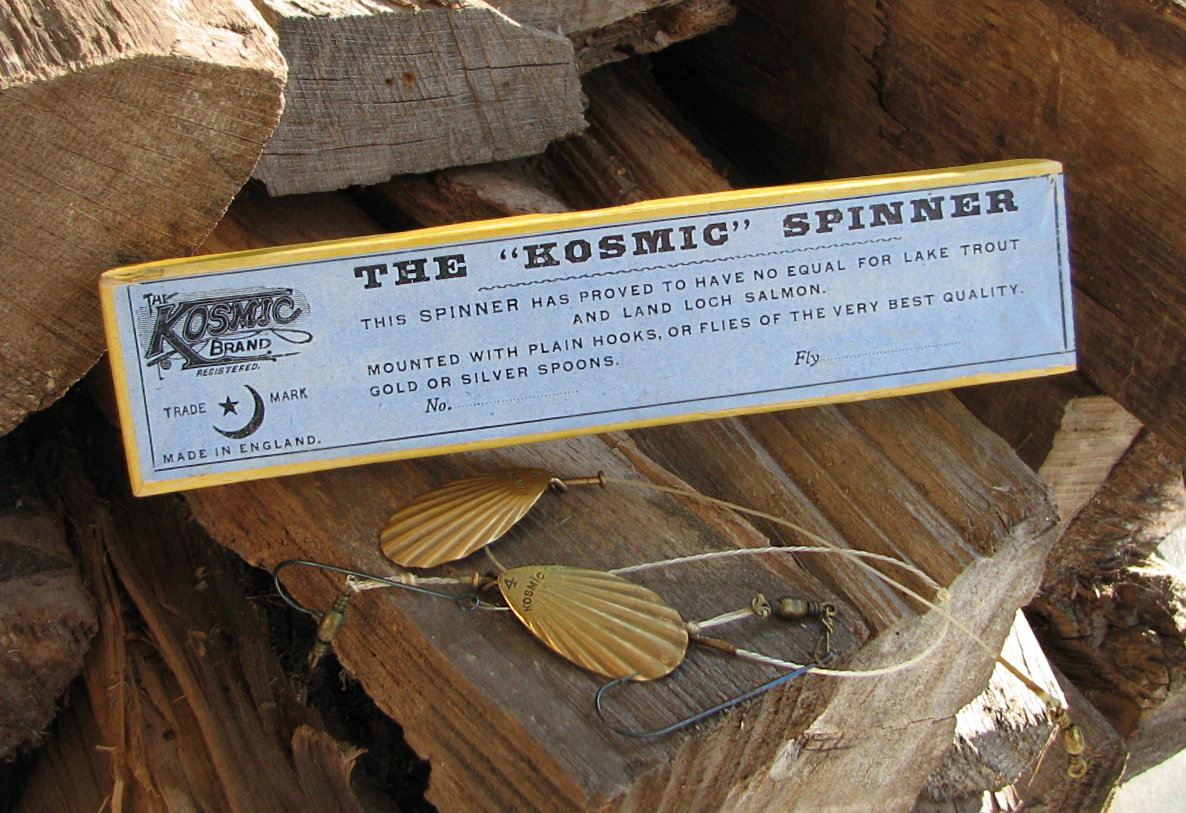 THE "KOSMIC" SPINNER
THIS SPINNER HAS PROVED TO HAVE NO EQUAL FOR LAKE TROUT
AND LAND LOCH SALMON.
MOUNTED WITH PLAIN HOOKS, OR FLIES OF THE VERY BEST QUALITY.
GOLD OR SILVER SPOONS.
No. Fly
THE
KOSMIC
BRAND.
REGISTERED.
TRADE MARK
MADE IN ENGLAND.
4
KOSMIC